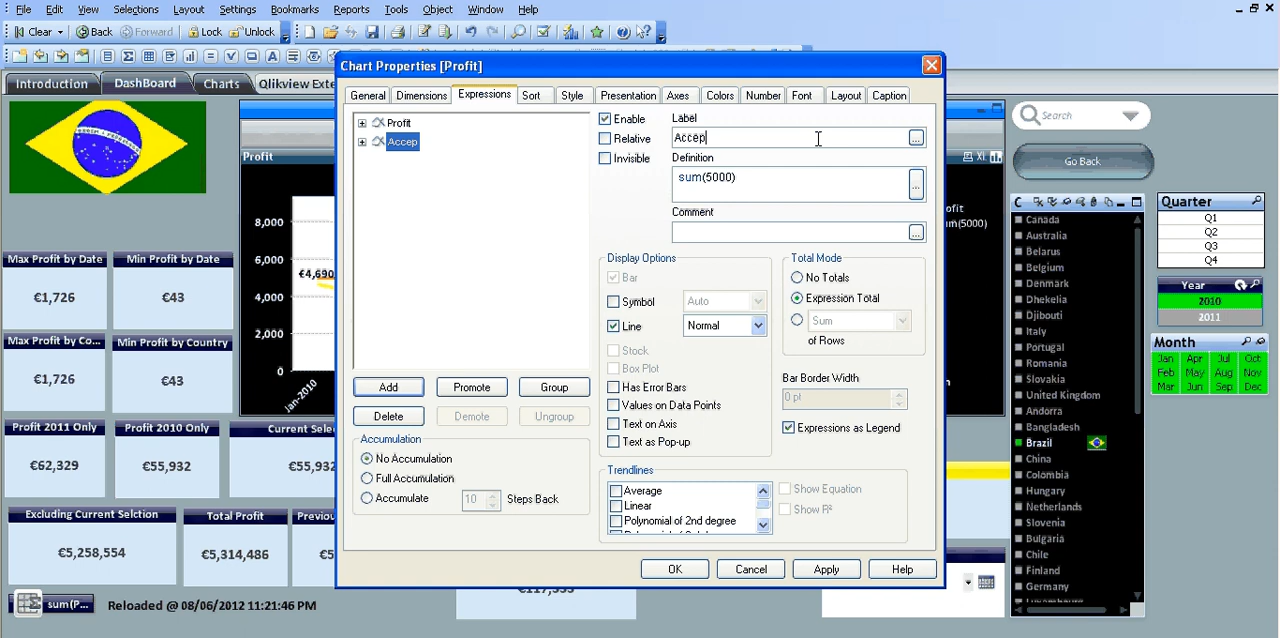 File Edit View Selections Layout Settings Bookmarks Reports Tools Object Window Help
Clear Back Forward Lock Unlock
Introduction DashBoard Charts Qlikview Exte
Chart Properties [Profit]
General Dimensions Expressions Sort Style Presentation Axes Colors Number Font Layout Caption
Profit
Accep
Enable
Relative
Invisible
Label
Accep
Definition
sum(5000)
Comment
Display Options
Bar
Symbol Auto
Line Normal
Stock
Box Plot
Has Error Bars
Values on Data Points
Text on Axis
Text as Pop-up
Total Mode
No Totals
Expression Total
Sum
of Rows
Bar Border Width
0 pt
Expressions as Legend
Add Promote Group
Delete Demote Ungroup
Accumulation
No Accumulation
Full Accumulation
Accumulate 10 Steps Back
Trendlines
Average
Linear
Polynomial of 2nd degree
Show Equation
Show R²
OK Cancel Apply Help
Profit
8,000
6,000
€4,690
4,000
2,000
0
Jan-2010
ofit
m(5000)
Max Profit by Date Min Profit by Date
€1,726 €43
Max Profit by Co... Min Profit by Country
€1,726 €43
Profit 2011 Only Profit 2010 Only Current Selec
€62,329 €55,932 €55,932
Excluding Current Selction Total Profit Previou
€5,258,554 €5,314,486 €5
sum(P... Reloaded @ 08/06/2012 11:21:46 PM
Search
Go Back
C
Canada
Australia
Belarus
Belgium
Denmark
Dhekelia
Djibouti
Italy
Portugal
Romania
Slovakia
United Kingdom
Andorra
Bangladesh
Brazil
China
Colombia
Hungary
Netherlands
Slovenia
Bulgaria
Chile
Finland
Germany
Quarter
Q1
Q2
Q3
Q4
Year
2010
2011
Month
Jan Apr Jul Oct
Feb May Aug Nov
Mar Jun Sep Dec